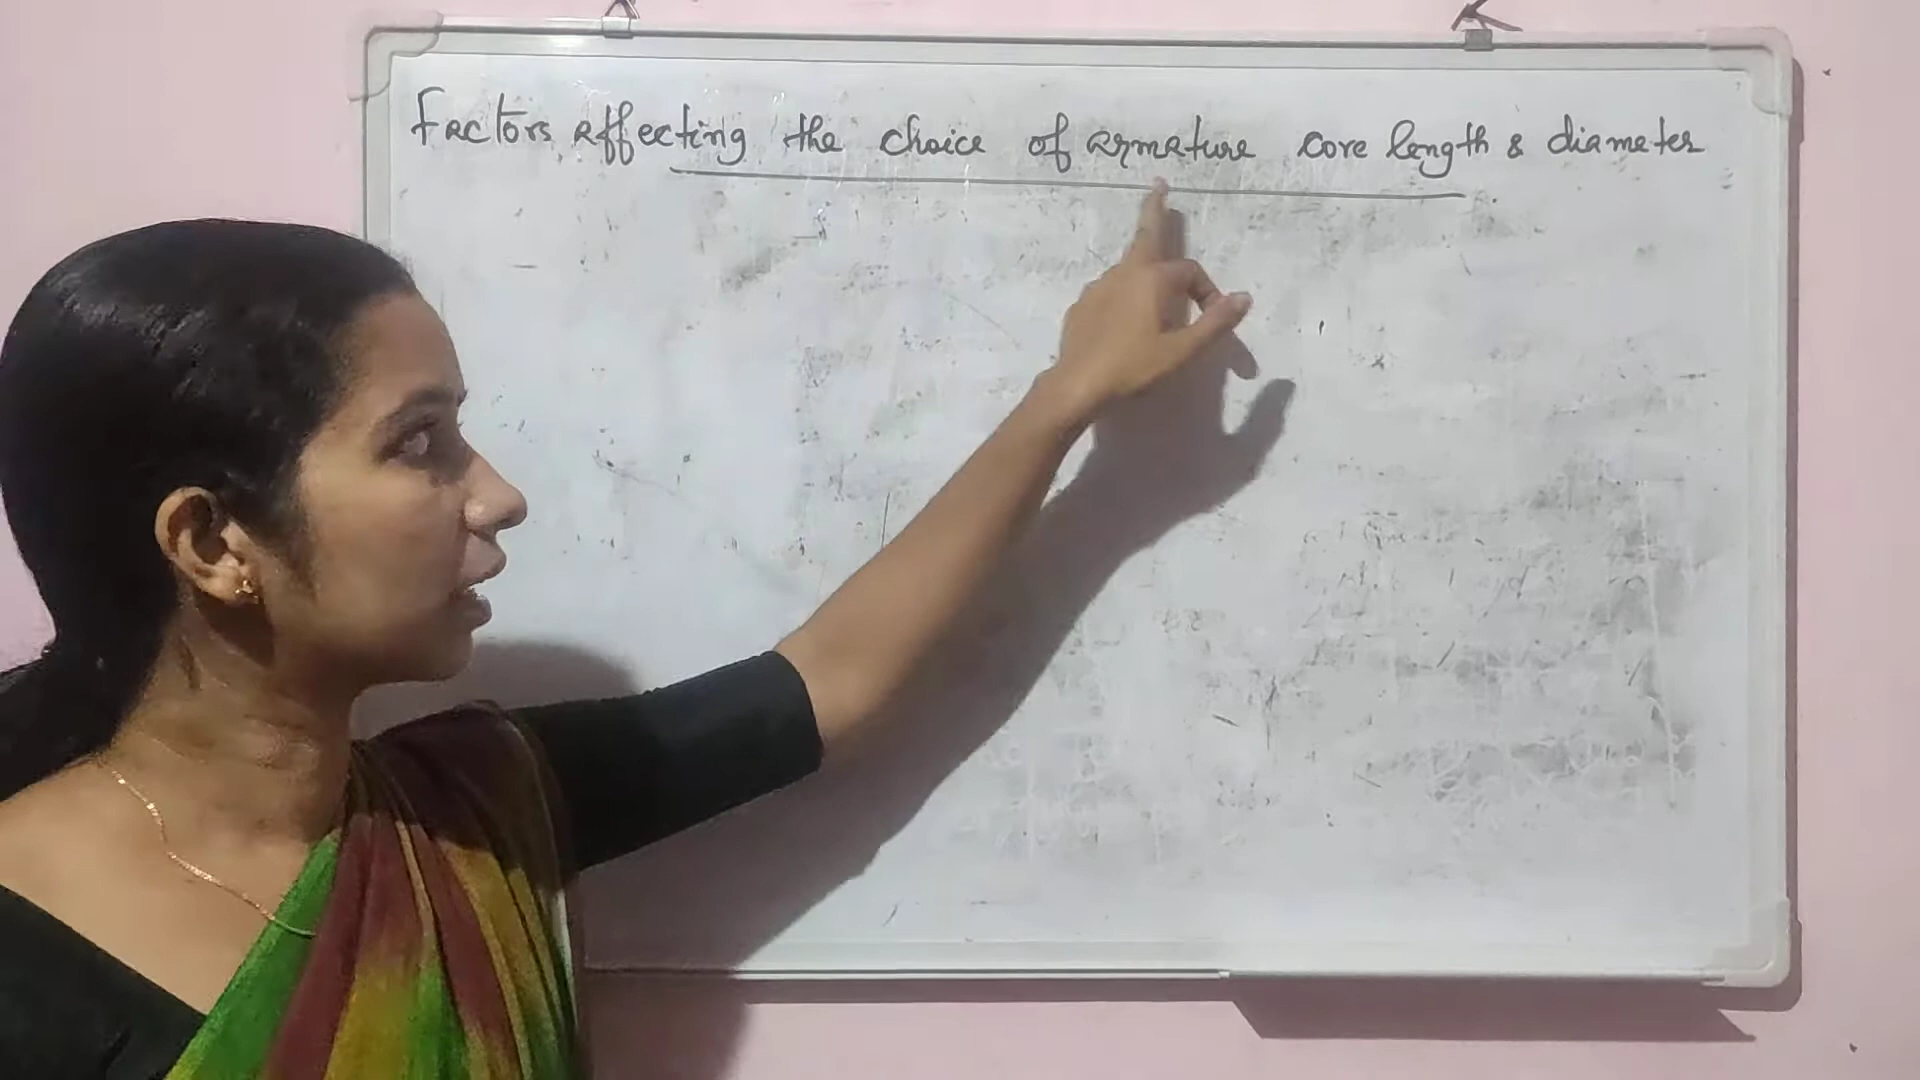 Factors affecting the choice of armature core length & diameter